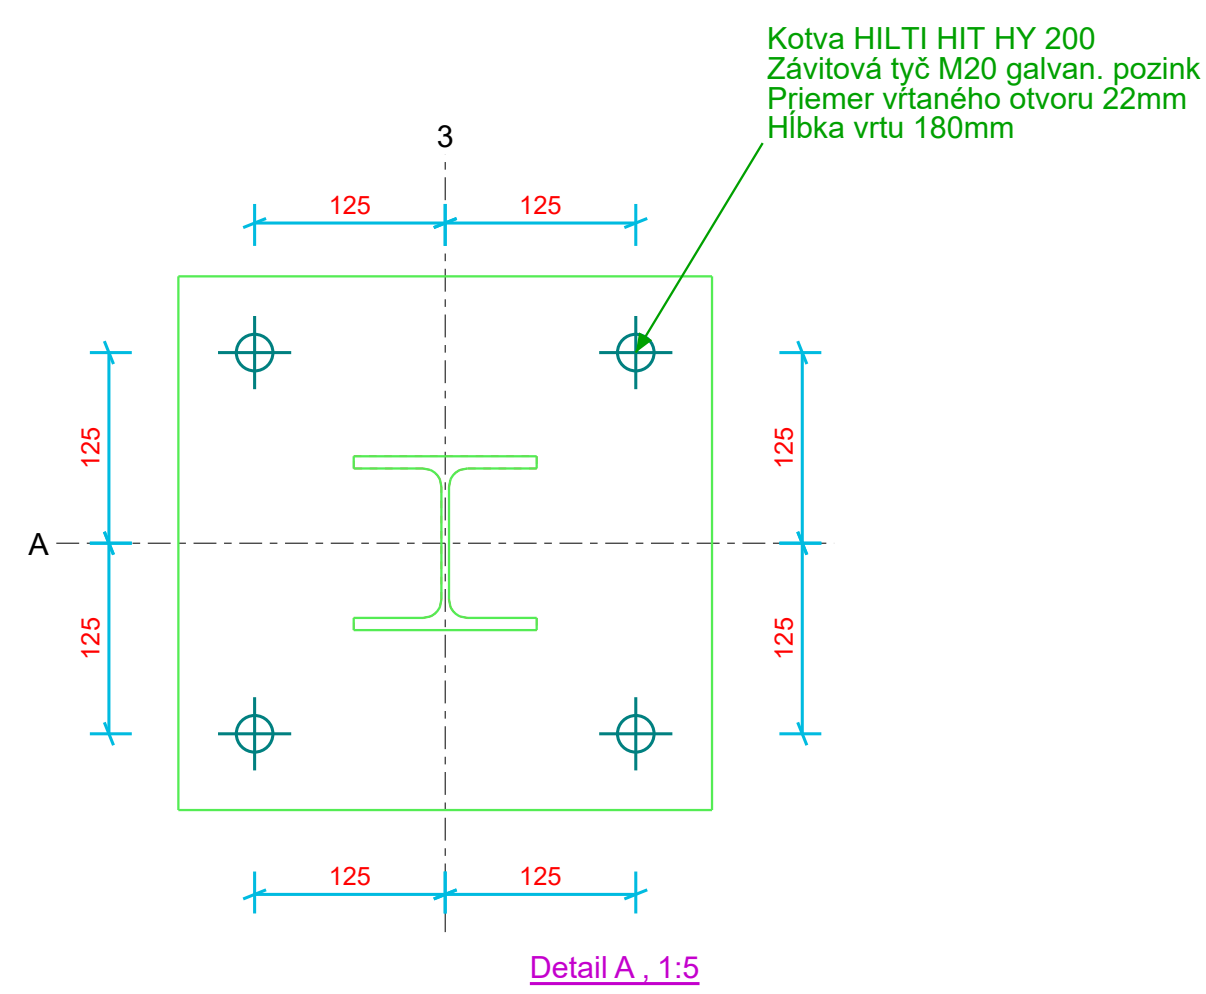 Kotva HILTI HIT HY 200
Závitová tyč M20 galvan. pozink
Priemer vŕtaného otvoru 22mm
Hĺbka vrtu 180mm
3
125 125
125 125
A
125 125
125 125
Detail A , 1:5